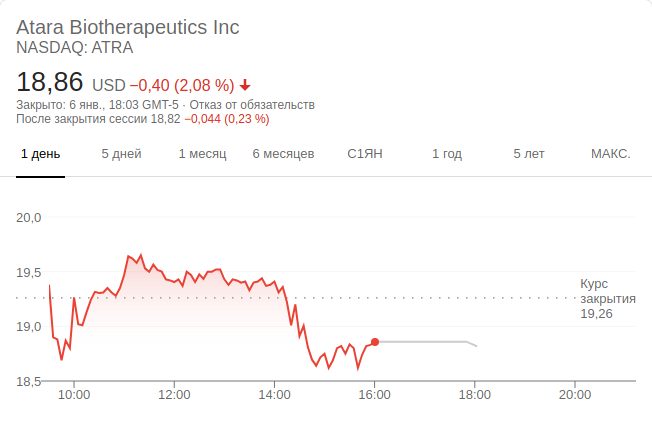 Atara Biotherapeutics Inc
NASDAQ: ATRA
18,86 USD −0,40 (2,08 %)
Закрыто: 6 янв., 18:03 GMT-5 · Отказ от обязательств
После закрытия сессии 18,82 −0,044 (0,23 %)
1 день 5 дней 1 месяц 6 месяцев С1ЯН 1 год 5 лет МАКС.
20,0
19,5
Курс
закрытия
19,26
19,0
18,5
10:00 12:00 14:00 16:00 18:00 20:00